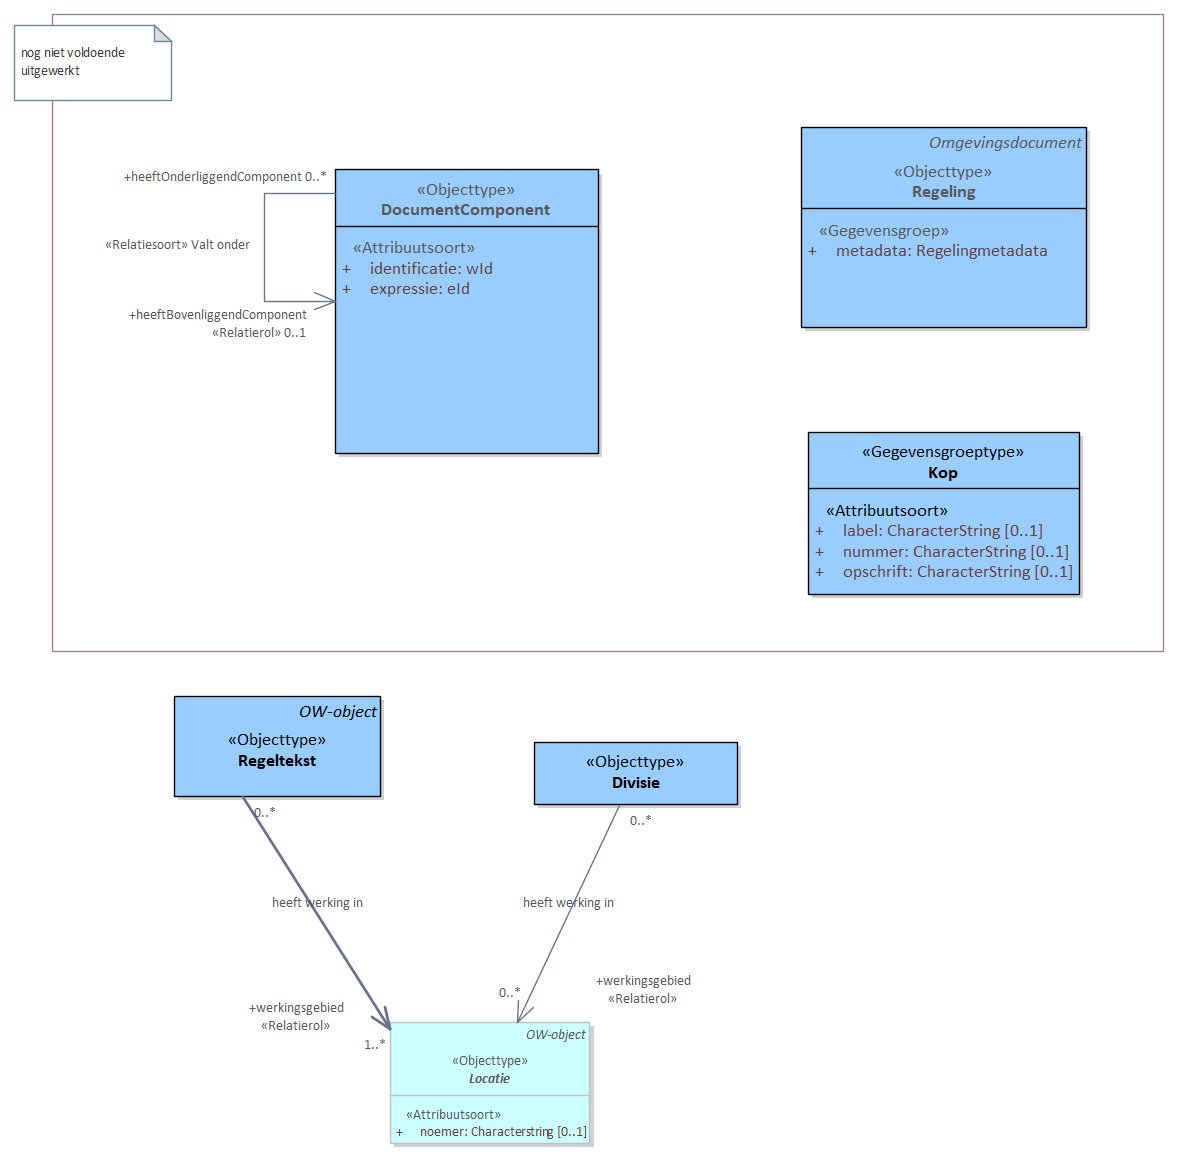 nog niet voldoende
uitgewerkt
+heeftOnderliggendComponent 0..*
«Relatiesoort» Valt onder
+heeftBovenliggendComponent
«Relatierol» 0..1
«Objecttype»
DocumentComponent
«Attribuutsoort»
+ identificatie: wId
+ expressie: eId
Omgevingsdocument
«Objecttype»
Regeling
«Gegevensgroep»
+ metadata: Regelingmetadata
«Gegevensgroeptype»
Kop
«Attribuutsoort»
+ label: CharacterString [0..1]
+ nummer: CharacterString [0..1]
+ opschrift: CharacterString [0..1]
OW-object
«Objecttype»
Regeltekst
0..*
heeft werking in
+werkingsgebied
«Relatierol»
1..*
«Objecttype»
Divisie
0..*
heeft werking in
+werkingsgebied
«Relatierol»
0..*
OW-object
«Objecttype»
Locatie
«Attribuutsoort»
+ noemer: Characterstring [0..1]